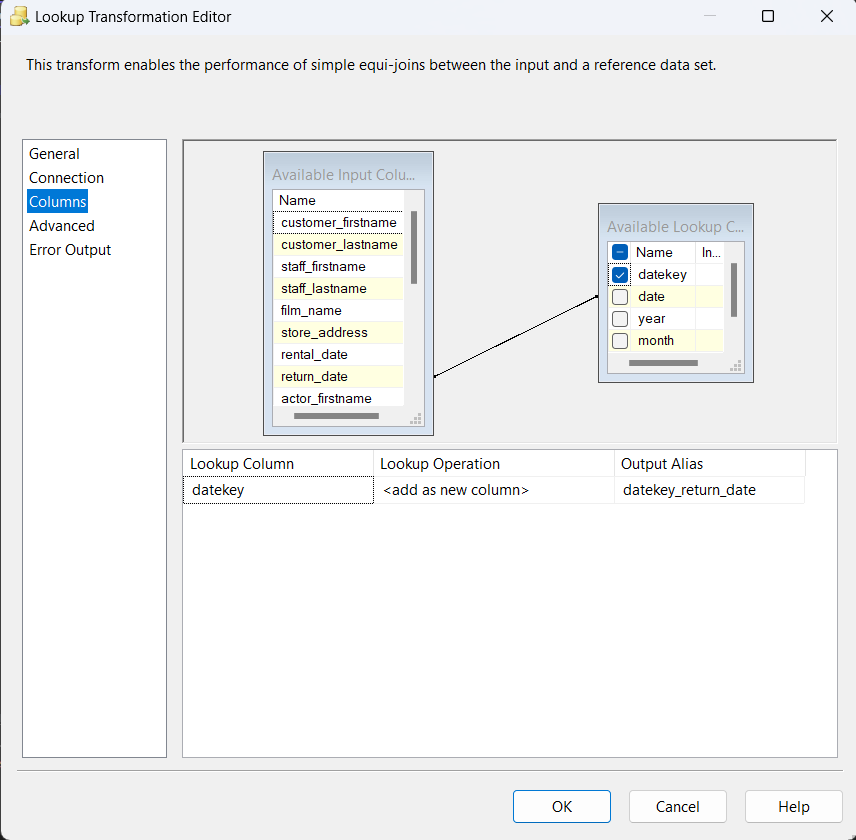 Lookup Transformation Editor
This transform enables the performance of simple equi-joins between the input and a reference data set.
General
Connection
Columns
Advanced
Error Output
Available Input Colu...
Name
customer_firstname
customer_lastname
staff_firstname
staff_lastname
film_name
store_address
rental_date
return_date
actor_firstname
Available Lookup C...
Name In...
datekey
date
year
month
Lookup Column Lookup Operation Output Alias
datekey <add as new column> datekey_return_date
OK Cancel Help